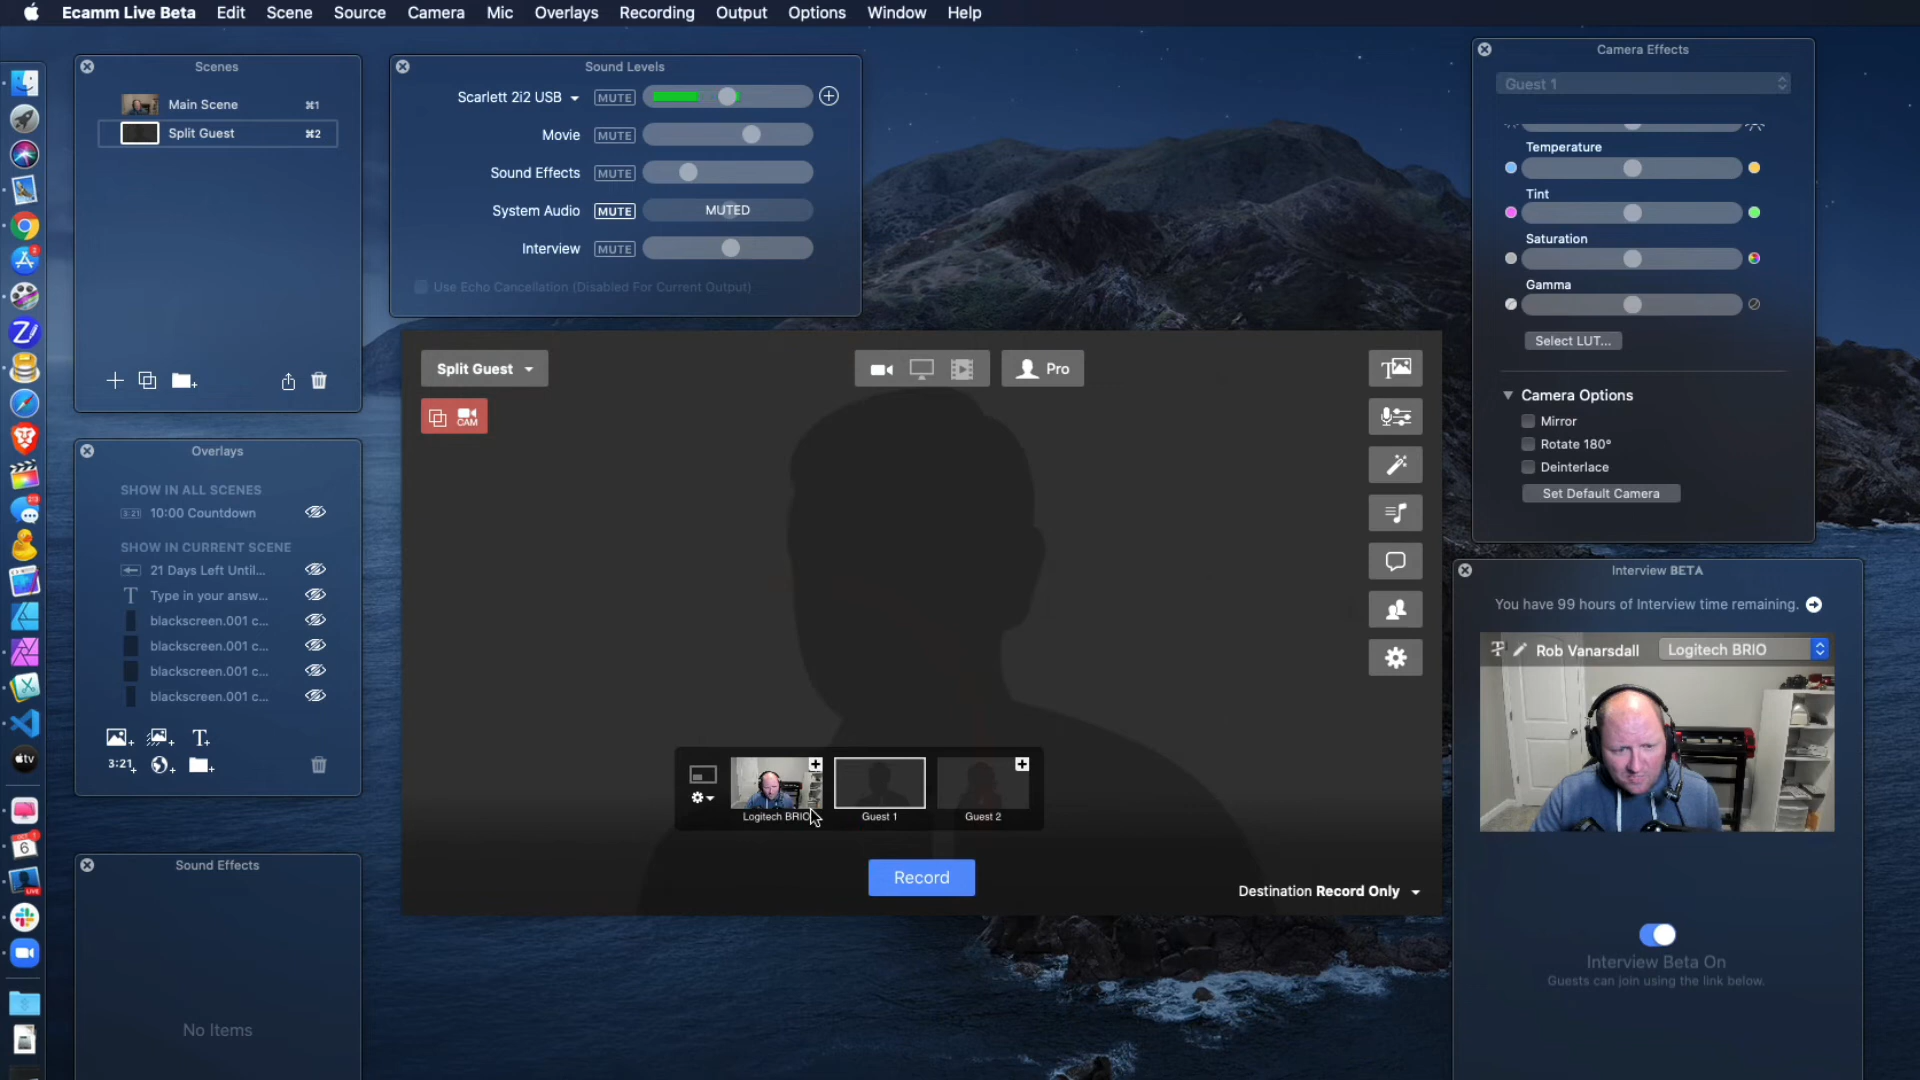 Ecamm Live Beta Edit Scene Source Camera Mic Overlays Recording Output Options Window Help
Scenes
Main Scene ⌘1
Split Guest ⌘2
Sound Levels
Scarlett 2i2 USB MUTE
Movie MUTE
Sound Effects MUTE
System Audio MUTE MUTED
Interview MUTE
Use Echo Cancellation (Disabled For Current Output)
Camera Effects
Guest 1
Temperature
Tint
Saturation
Gamma
Select LUT...
Camera Options
Mirror
Rotate 180°
Deinterlace
Set Default Camera
Split Guest
Pro
CAM
Overlays
SHOW IN ALL SCENES
3:21 10:00 Countdown
SHOW IN CURRENT SCENE
21 Days Left Until...
T Type in your answ...
blackscreen.001 c...
blackscreen.001 c...
blackscreen.001 c...
blackscreen.001 c...
T+
3:21+
Logitech BRIO
Guest 1
Guest 2
Record
Destination Record Only
Interview BETA
You have 99 hours of Interview time remaining.
Rob Vanarsdall Logitech BRIO
Interview Beta On
Guests can join using the link below.
Sound Effects
No Items
tv
6
LIVE